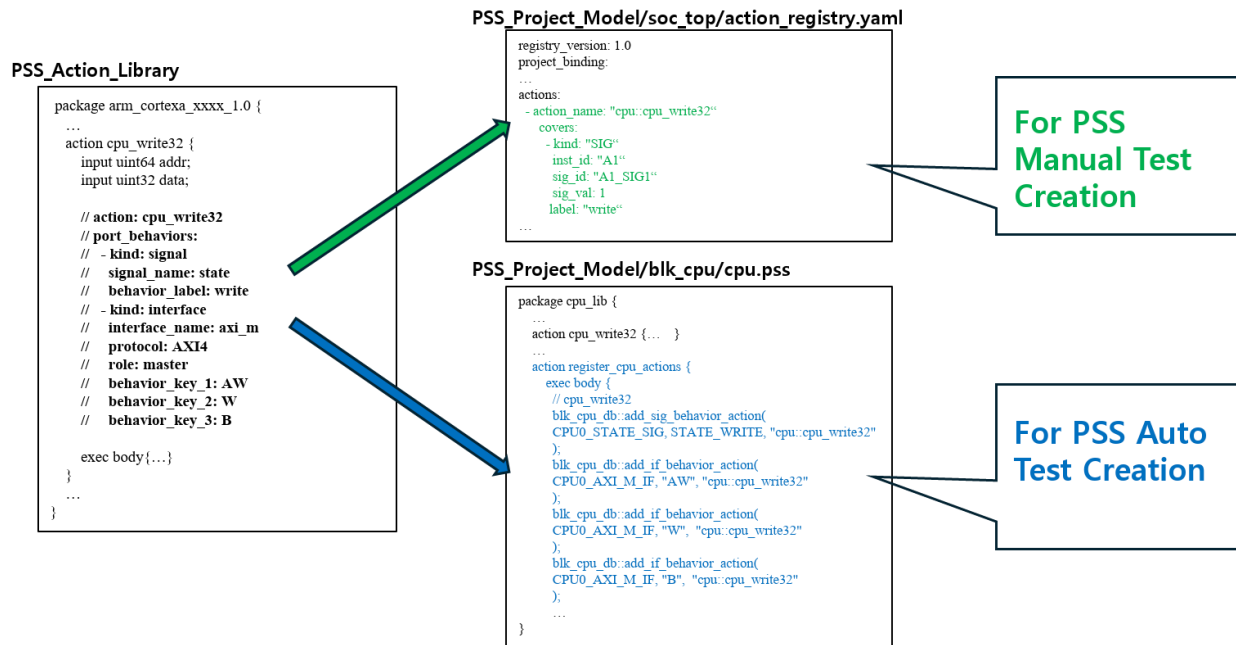 PSS_Action_Library
package arm_cortexa_xxxx_1.0 {
…
action cpu_write32 {
input uint64 addr;
input uint32 data;
// action: cpu_write32
// port_behaviors:
// - kind: signal
// signal_name: state
// behavior_label: write
// - kind: interface
// interface_name: axi_m
// protocol: AXI4
// role: master
// behavior_key_1: AW
// behavior_key_2: W
// behavior_key_3: B
exec body{…}
}
…
}
PSS_Project_Model/soc_top/action_registry.yaml
registry_version: 1.0
project_binding:
…
actions:
- action_name: "cpu::cpu_write32“
covers:
- kind: "SIG“
inst_id: "A1“
sig_id: "A1_SIG1“
sig_val: 1
label: "write“
…
For PSS
Manual Test
Creation
PSS_Project_Model/blk_cpu/cpu.pss
package cpu_lib {
…
action cpu_write32 {… }
…
action register_cpu_actions {
exec body {
// cpu_write32
blk_cpu_db::add_sig_behavior_action(
CPU0_STATE_SIG, STATE_WRITE, "cpu::cpu_write32"
);
blk_cpu_db::add_if_behavior_action(
CPU0_AXI_M_IF, "AW", "cpu::cpu_write32"
);
blk_cpu_db::add_if_behavior_action(
CPU0_AXI_M_IF, "W", "cpu::cpu_write32"
);
blk_cpu_db::add_if_behavior_action(
CPU0_AXI_M_IF, "B", "cpu::cpu_write32"
);
…
}
For PSS Auto
Test Creation